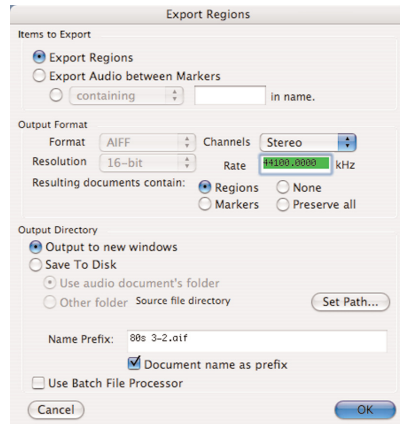 Export Regions
Items to Export
Export Regions
Export Audio between Markers
containing in name.
Output Format
Format AIFF Channels Stereo
Resolution 16-bit Rate 44100.0000 kHz
Resulting documents contain: Regions None
Markers Preserve all
Output Directory
Output to new windows
Save To Disk
Use audio document's folder
Other folder Source file directory Set Path...
Name Prefix: 80s 3-2.aif
Document name as prefix
Use Batch File Processor
Cancel OK